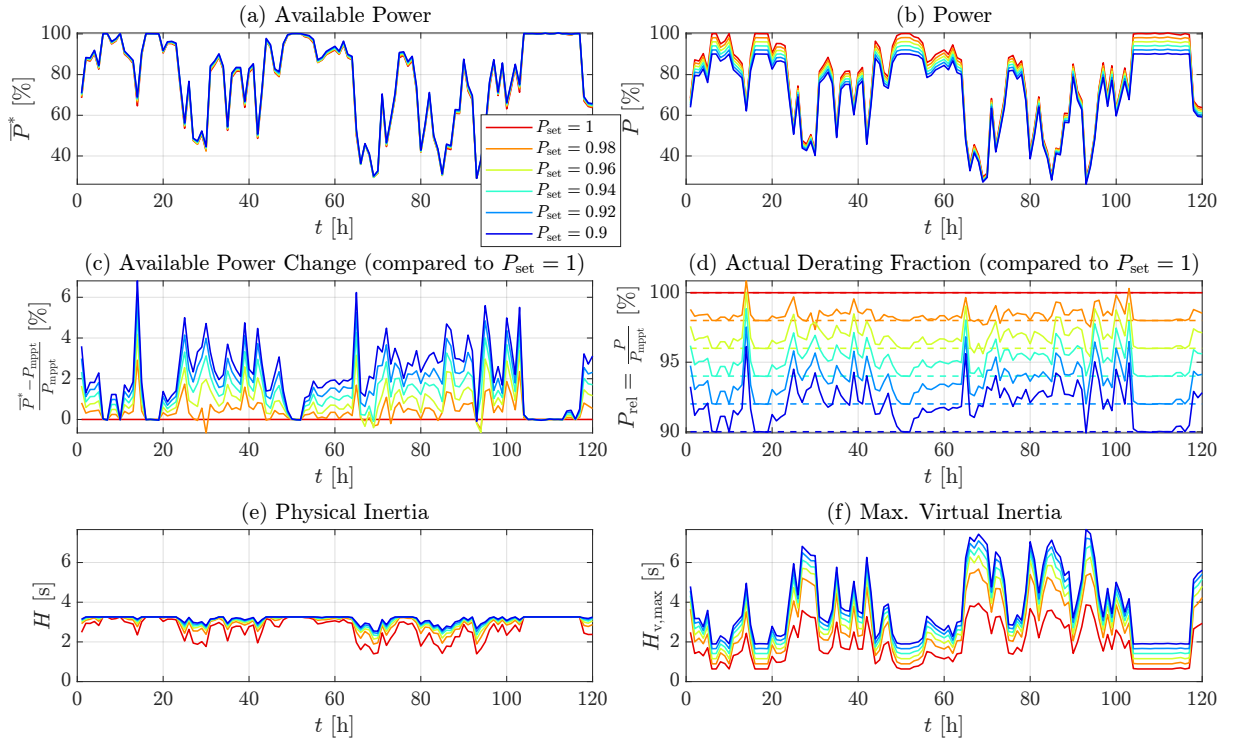 (a) Available Power
100
80
60
40
P̅* [%]
0 20 40 60 80 100 120
t [h]
(b) Power
100
80
60
40
P [%]
0 20 40 60 80 100 120
t [h]
P_set = 1
P_set = 0.98
P_set = 0.96
P_set = 0.94
P_set = 0.92
P_set = 0.9
(c) Available Power Change (compared to P_set = 1)
6
4
2
0
(P̅* − P_mppt) / P_mppt [%]
0 20 40 60 80 100 120
t [h]
(d) Actual Derating Fraction (compared to P_set = 1)
100
95
90
P_rel = P / P_mppt [%]
0 20 40 60 80 100 120
t [h]
(e) Physical Inertia
6
4
2
0
H [s]
0 20 40 60 80 100 120
t [h]
(f) Max. Virtual Inertia
6
4
2
0
H_v,max [s]
0 20 40 60 80 100 120
t [h]